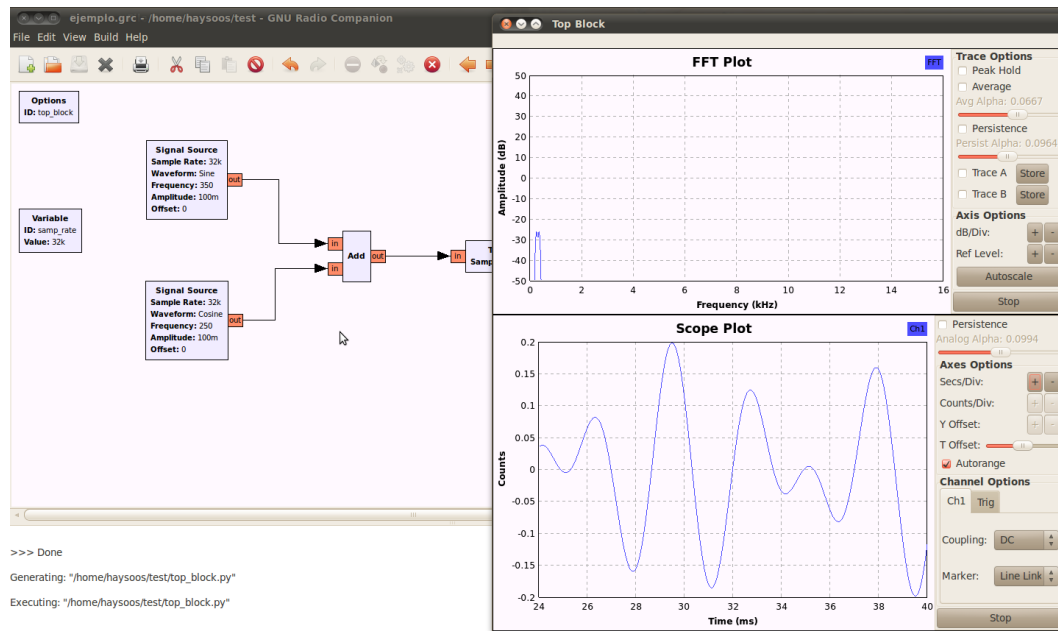 ejemplo.grc - /home/haysoos/test - GNU Radio Companion
File Edit View Build Help
Options
ID: top_block
Variable
ID: samp_rate
Value: 32k
Signal Source
Sample Rate: 32k
Waveform: Sine
Frequency: 350
Amplitude: 100m
Offset: 0
out
Signal Source
Sample Rate: 32k
Waveform: Cosine
Frequency: 250
Amplitude: 100m
Offset: 0
out
in
in
Add
out
in
T
Samp
>>> Done
Generating: "/home/haysoos/test/top_block.py"
Executing: "/home/haysoos/test/top_block.py"
Top Block
FFT Plot
FFT
Amplitude (dB)
50
40
30
20
10
0
-10
-20
-30
-40
-50
0 2 4 6 8 10 12 14 16
Frequency (kHz)
Trace Options
Peak Hold
Average
Avg Alpha: 0.0667
Persistence
Persist Alpha: 0.0964
Trace A Store
Trace B Store
Axis Options
dB/Div: + -
Ref Level: + -
Autoscale
Stop
Scope Plot
Ch1
Counts
0.2
0.15
0.1
0.05
0
-0.05
-0.1
-0.15
-0.2
24 26 28 30 32 34 36 38 40
Time (ms)
Persistence
Analog Alpha: 0.0994
Axes Options
Secs/Div: + -
Counts/Div: + -
Y Offset: + -
T Offset:
Autorange
Channel Options
Ch1 Trig
Coupling: DC
Marker: Line Link
Stop